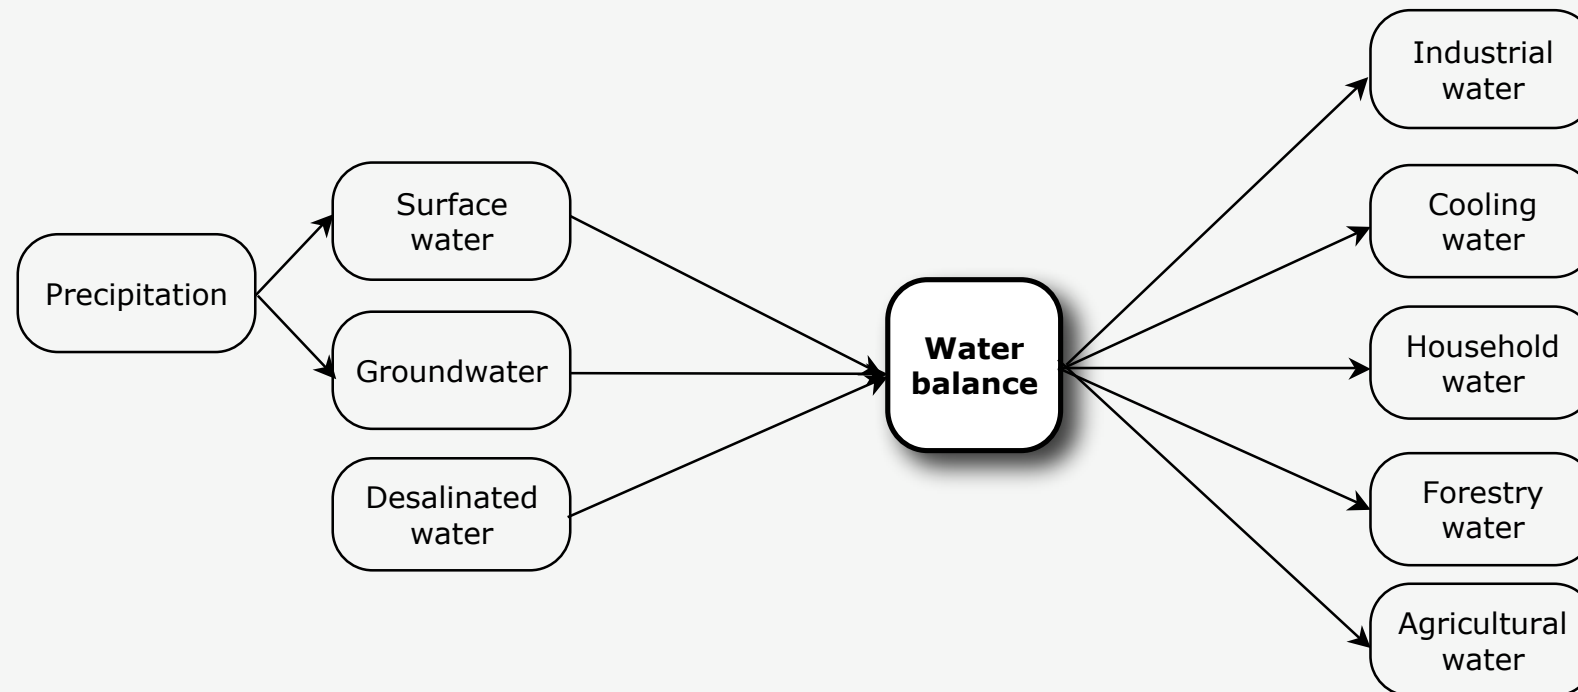 Precipitation
Surface
water
Groundwater
Desalinated
water
Water
balance
Industrial
water
Cooling
water
Household
water
Forestry
water
Agricultural
water